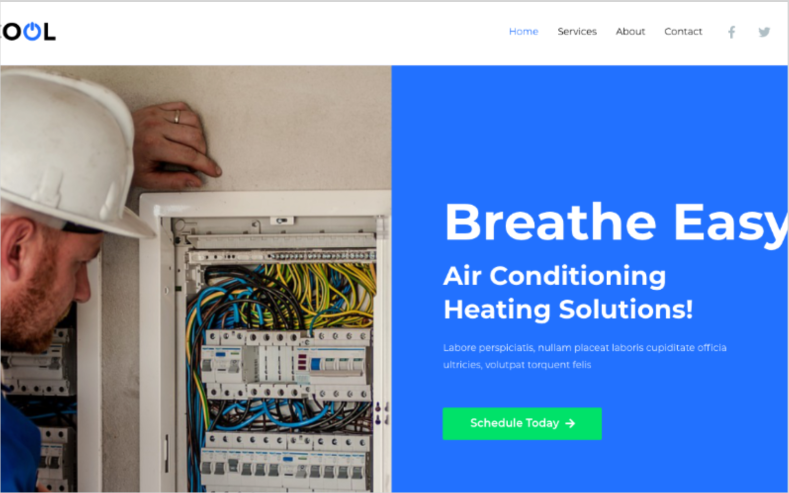 COOL
Home Services About Contact
Breathe Easy
Air Conditioning
Heating Solutions!
Labore perspiciatis, nullam placeat laboris cupiditate officia
ultricies, volutpat torquent felis
Schedule Today →